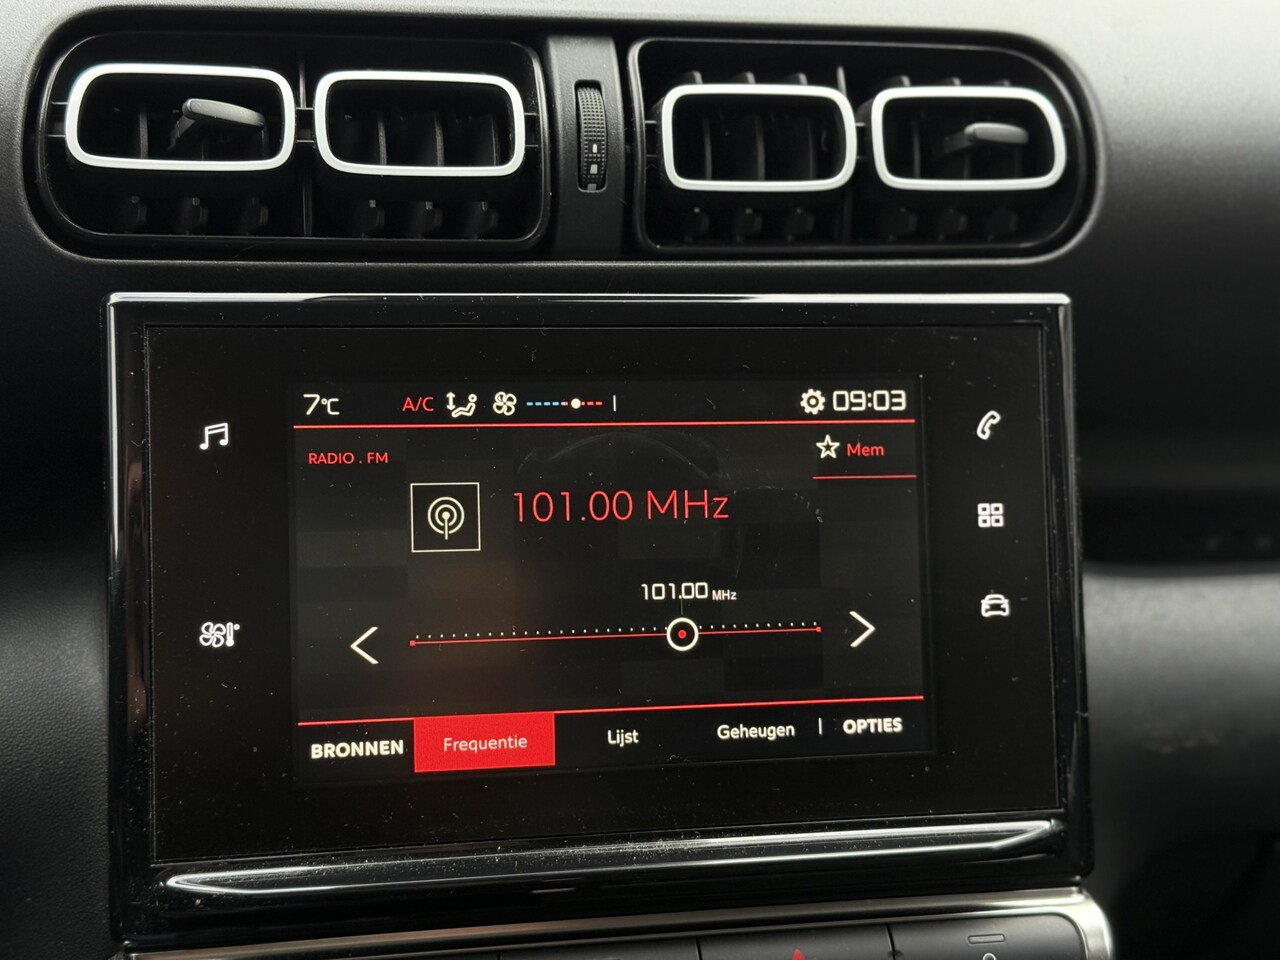 7°C A/C 09:03
RADIO . FM Mem
101.00 MHz
101.00 MHz
BRONNEN Frequentie Lijst Geheugen | OPTIES